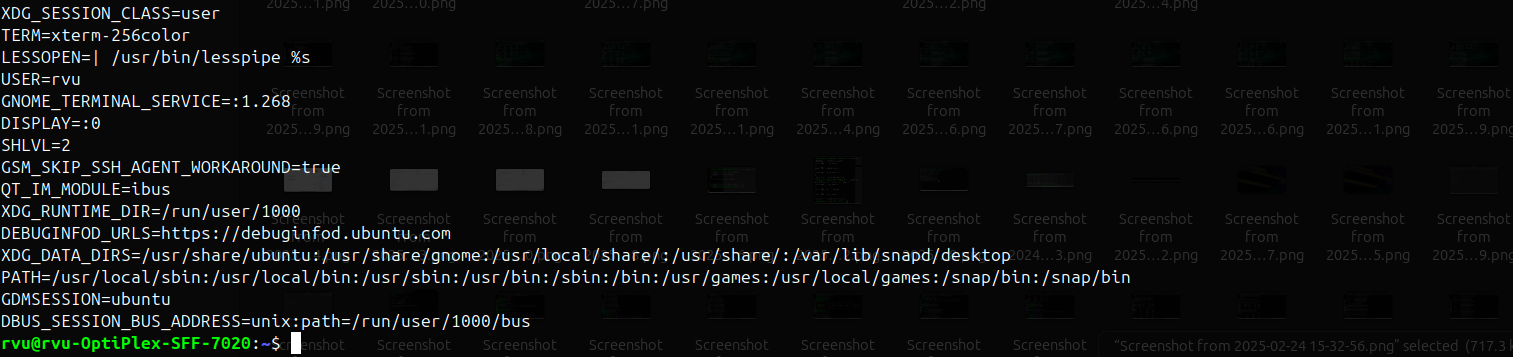 XDG_SESSION_CLASS=user
TERM=xterm-256color
LESSOPEN=| /usr/bin/lesspipe %s
USER=rvu
GNOME_TERMINAL_SERVICE=:1.268
DISPLAY=:0
SHLVL=2
GSM_SKIP_SSH_AGENT_WORKAROUND=true
QT_IM_MODULE=ibus
XDG_RUNTIME_DIR=/run/user/1000
DEBUGINFOD_URLS=https://debuginfod.ubuntu.com
XDG_DATA_DIRS=/usr/share/ubuntu:/usr/share/gnome:/usr/local/share/:/usr/share/:/var/lib/snapd/desktop
PATH=/usr/local/sbin:/usr/local/bin:/usr/sbin:/usr/bin:/sbin:/bin:/usr/games:/usr/local/games:/snap/bin:/snap/bin
GDMSESSION=ubuntu
DBUS_SESSION_BUS_ADDRESS=unix:path=/run/user/1000/bus
rvu@rvu-OptiPlex-SFF-7020:~$
2025…1.png 2025…0.png 2025…7.png 2025…2.png 2025…4.png
Screenshot Screenshot Screenshot Screenshot Screenshot Screenshot Screenshot Screenshot Screenshot Screenshot Screenshot Screenshot
from from from from from from from from from from from from
2025…9.png 2025…1.png 2025…8.png 2025…1.png 2025…1.png 2025…4.png 2025…6.png 2025…7.png 2025…6.png 2025…6.png 2025…1.png 2025…9.png
Screenshot Screenshot Screenshot Screenshot Screenshot Screenshot Screenshot Screenshot Screenshot Screenshot Screenshot Screenshot
from from from from from from from from
2025…2.png 2025…7.png 2025…5.png 2025…9.png
"Screenshot from 2025-02-24 15-32-56.png" selected (717.3 k